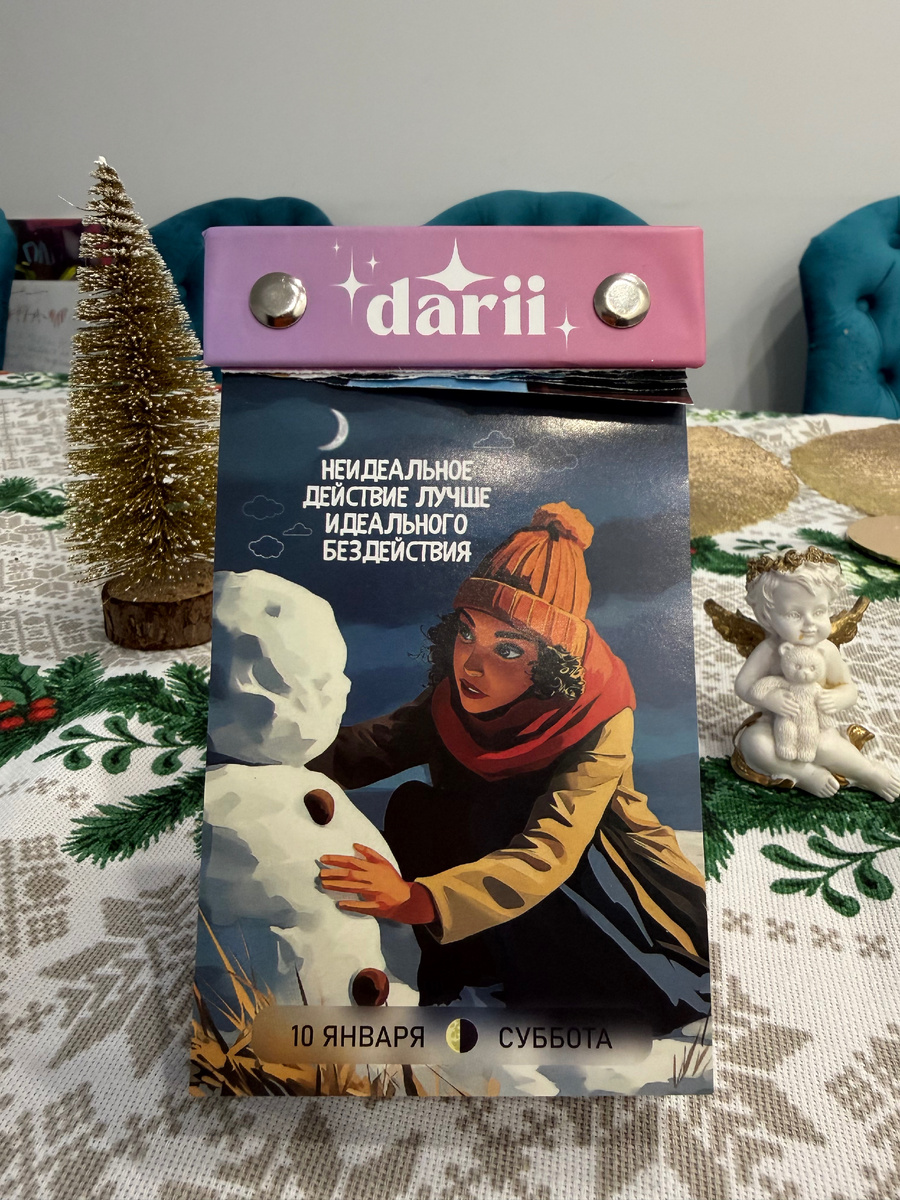 darii
НЕИДЕАЛЬНОЕ
ДЕЙСТВИЕ ЛУЧШЕ
ИДЕАЛЬНОГО
БЕЗДЕЙСТВИЯ
10 ЯНВАРЯ СУББОТА